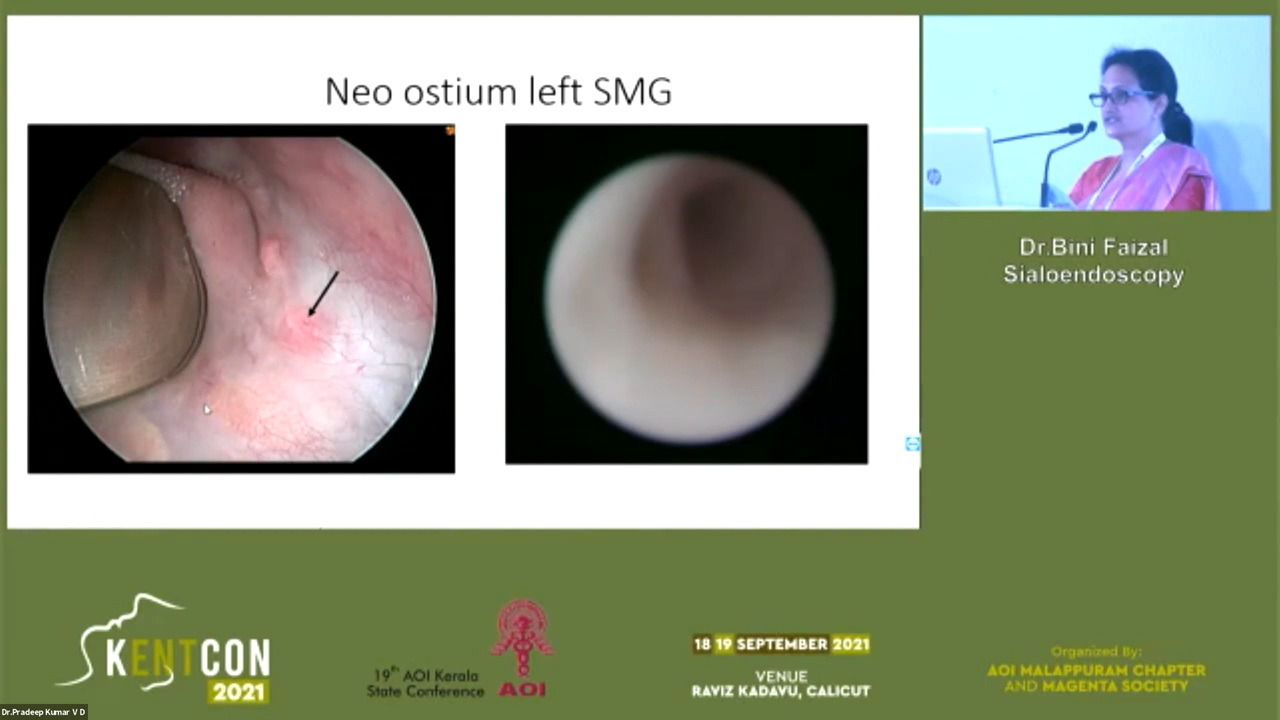 Neo ostium left SMG
hp
Dr.Bini Faizal
Sialoendoscopy
KENTCON
2021
19th AOI Kerala
State Conference
AOI
18 19 SEPTEMBER 2021
VENUE
RAVIZ KADAVU, CALICUT
Organized By:
AOI MALAPPURAM CHAPTER
AND MAGENTA SOCIETY
Dr.Pradeep Kumar V D